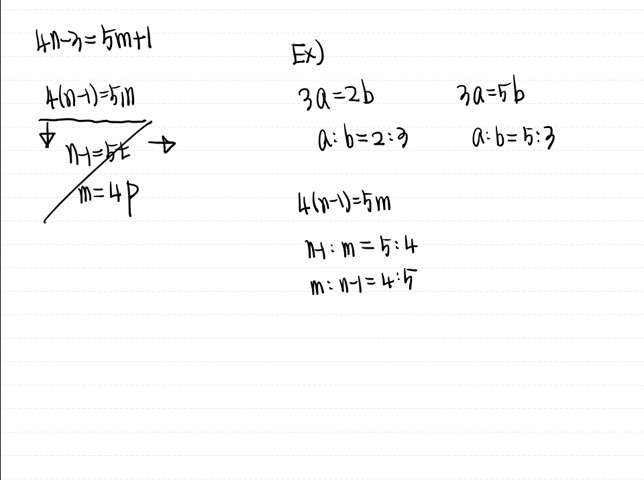 4n-3=5m+1
4(n-1)=5m
n-1=5t
m=4p
Ex)
3a=2b
a:b=2:3
3a=5b
a:b=5:3
4(n-1)=5m
n-1:m=5:4
m:n-1=4:5